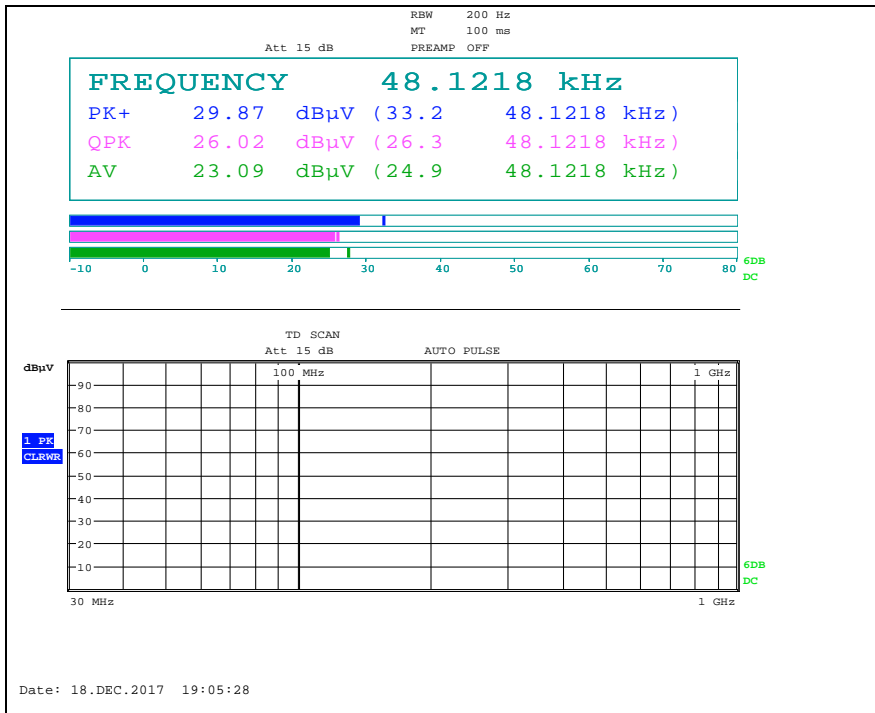 RBW 200 Hz
MT 100 ms
Att 15 dB PREAMP OFF
FREQUENCY 48.1218 kHz
PK+ 29.87 dBµV (33.2 48.1218 kHz)
QPK 26.02 dBµV (26.3 48.1218 kHz)
AV 23.09 dBµV (24.9 48.1218 kHz)
-10 0 10 20 30 40 50 60 70 80 6DB
DC
TD SCAN
Att 15 dB AUTO PULSE
dBµV
100 MHz 1 GHz
90
80
70
1 PK
CLRWR
60
50
40
30
20
10
6DB
DC
30 MHz 1 GHz
Date: 18.DEC.2017 19:05:28